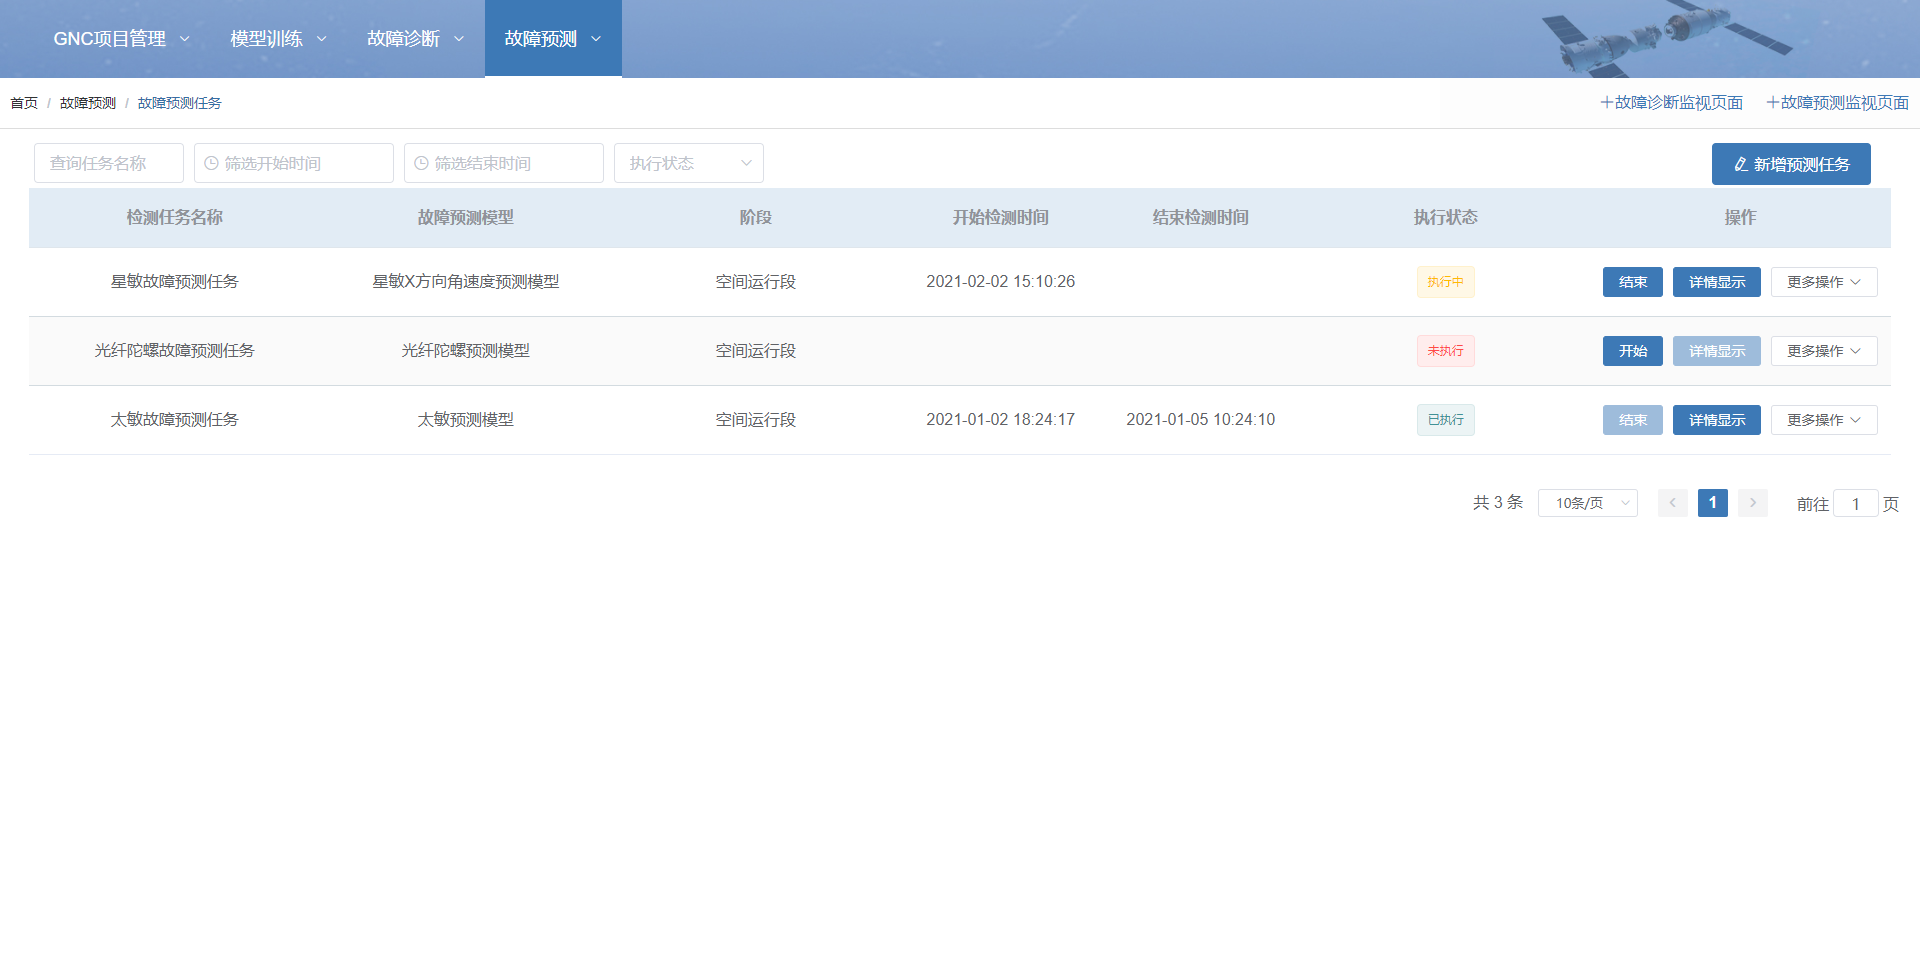 GNC项目管理 模型训练 故障诊断 故障预测
首页 / 故障预测 / 故障预测任务 +故障诊断监视页面 +故障预测监视页面
查询任务名称 筛选开始时间 筛选结束时间 执行状态 新增预测任务
检测任务名称 故障预测模型 阶段 开始检测时间 结束检测时间 执行状态 操作
星敏故障预测任务 星敏X方向角速度预测模型 空间运行段 2021-02-02 15:10:26 执行中 结束 详情显示 更多操作
光纤陀螺故障预测任务 光纤陀螺预测模型 空间运行段 未执行 开始 详情显示 更多操作
太敏故障预测任务 太敏预测模型 空间运行段 2021-01-02 18:24:17 2021-01-05 10:24:10 已执行 结束 详情显示 更多操作
共 3 条 10条/页 1 前往 1 页